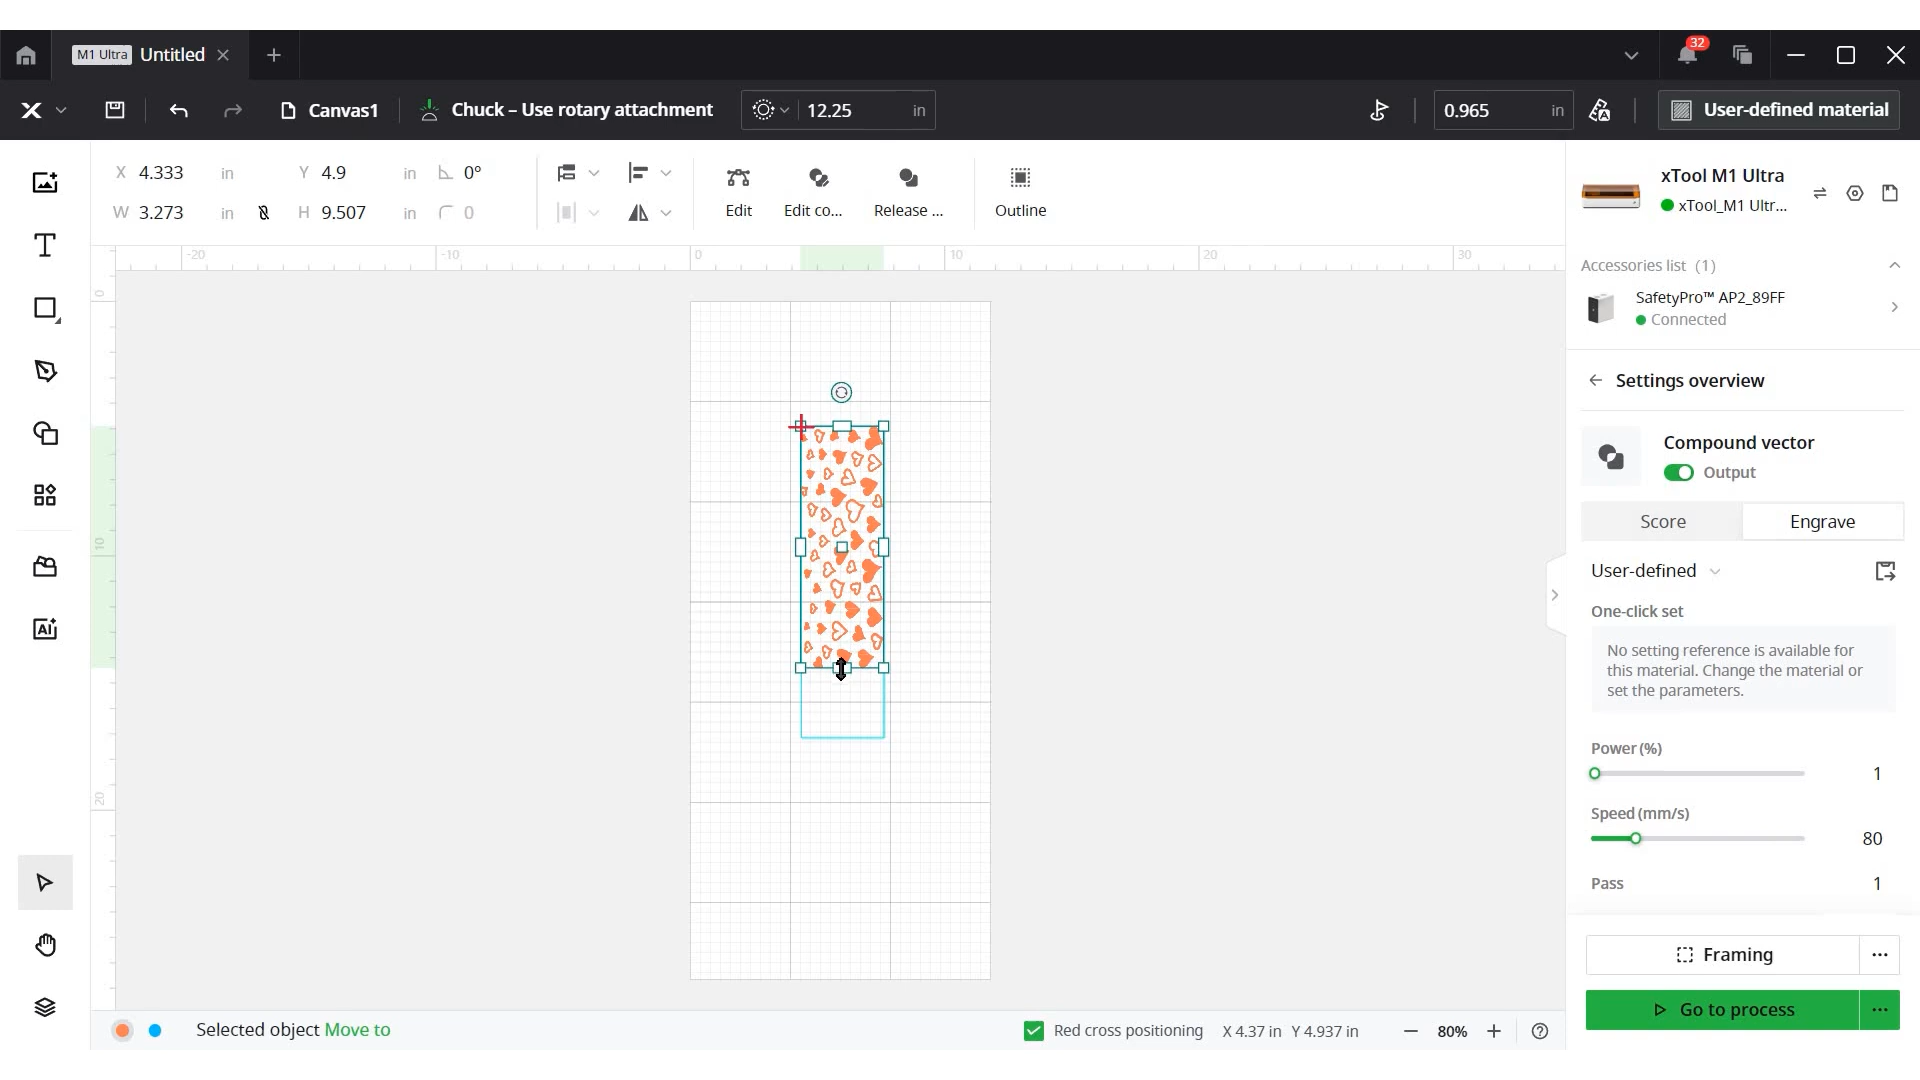 M1 Ultra Untitled
32
Canvas1
Chuck – Use rotary attachment
12.25 in
0.965 in
User-defined material
X 4.333 in Y 4.9 in 0°
W 3.273 in H 9.507 in 0
Edit
Edit co...
Release ...
Outline
-20 -10 0 10 20 30
0
10
20
AI
xTool M1 Ultra
xTool_M1 Ultr...
Accessories list (1)
SafetyPro™ AP2_89FF
Connected
Settings overview
Compound vector
Output
Score Engrave
User-defined
One-click set
No setting reference is available for
this material. Change the material or
set the parameters.
Power (%)
1
Speed (mm/s)
80
Pass 1
Framing
Go to process
Selected object Move to
Red cross positioning X 4.37 in Y 4.937 in
80%